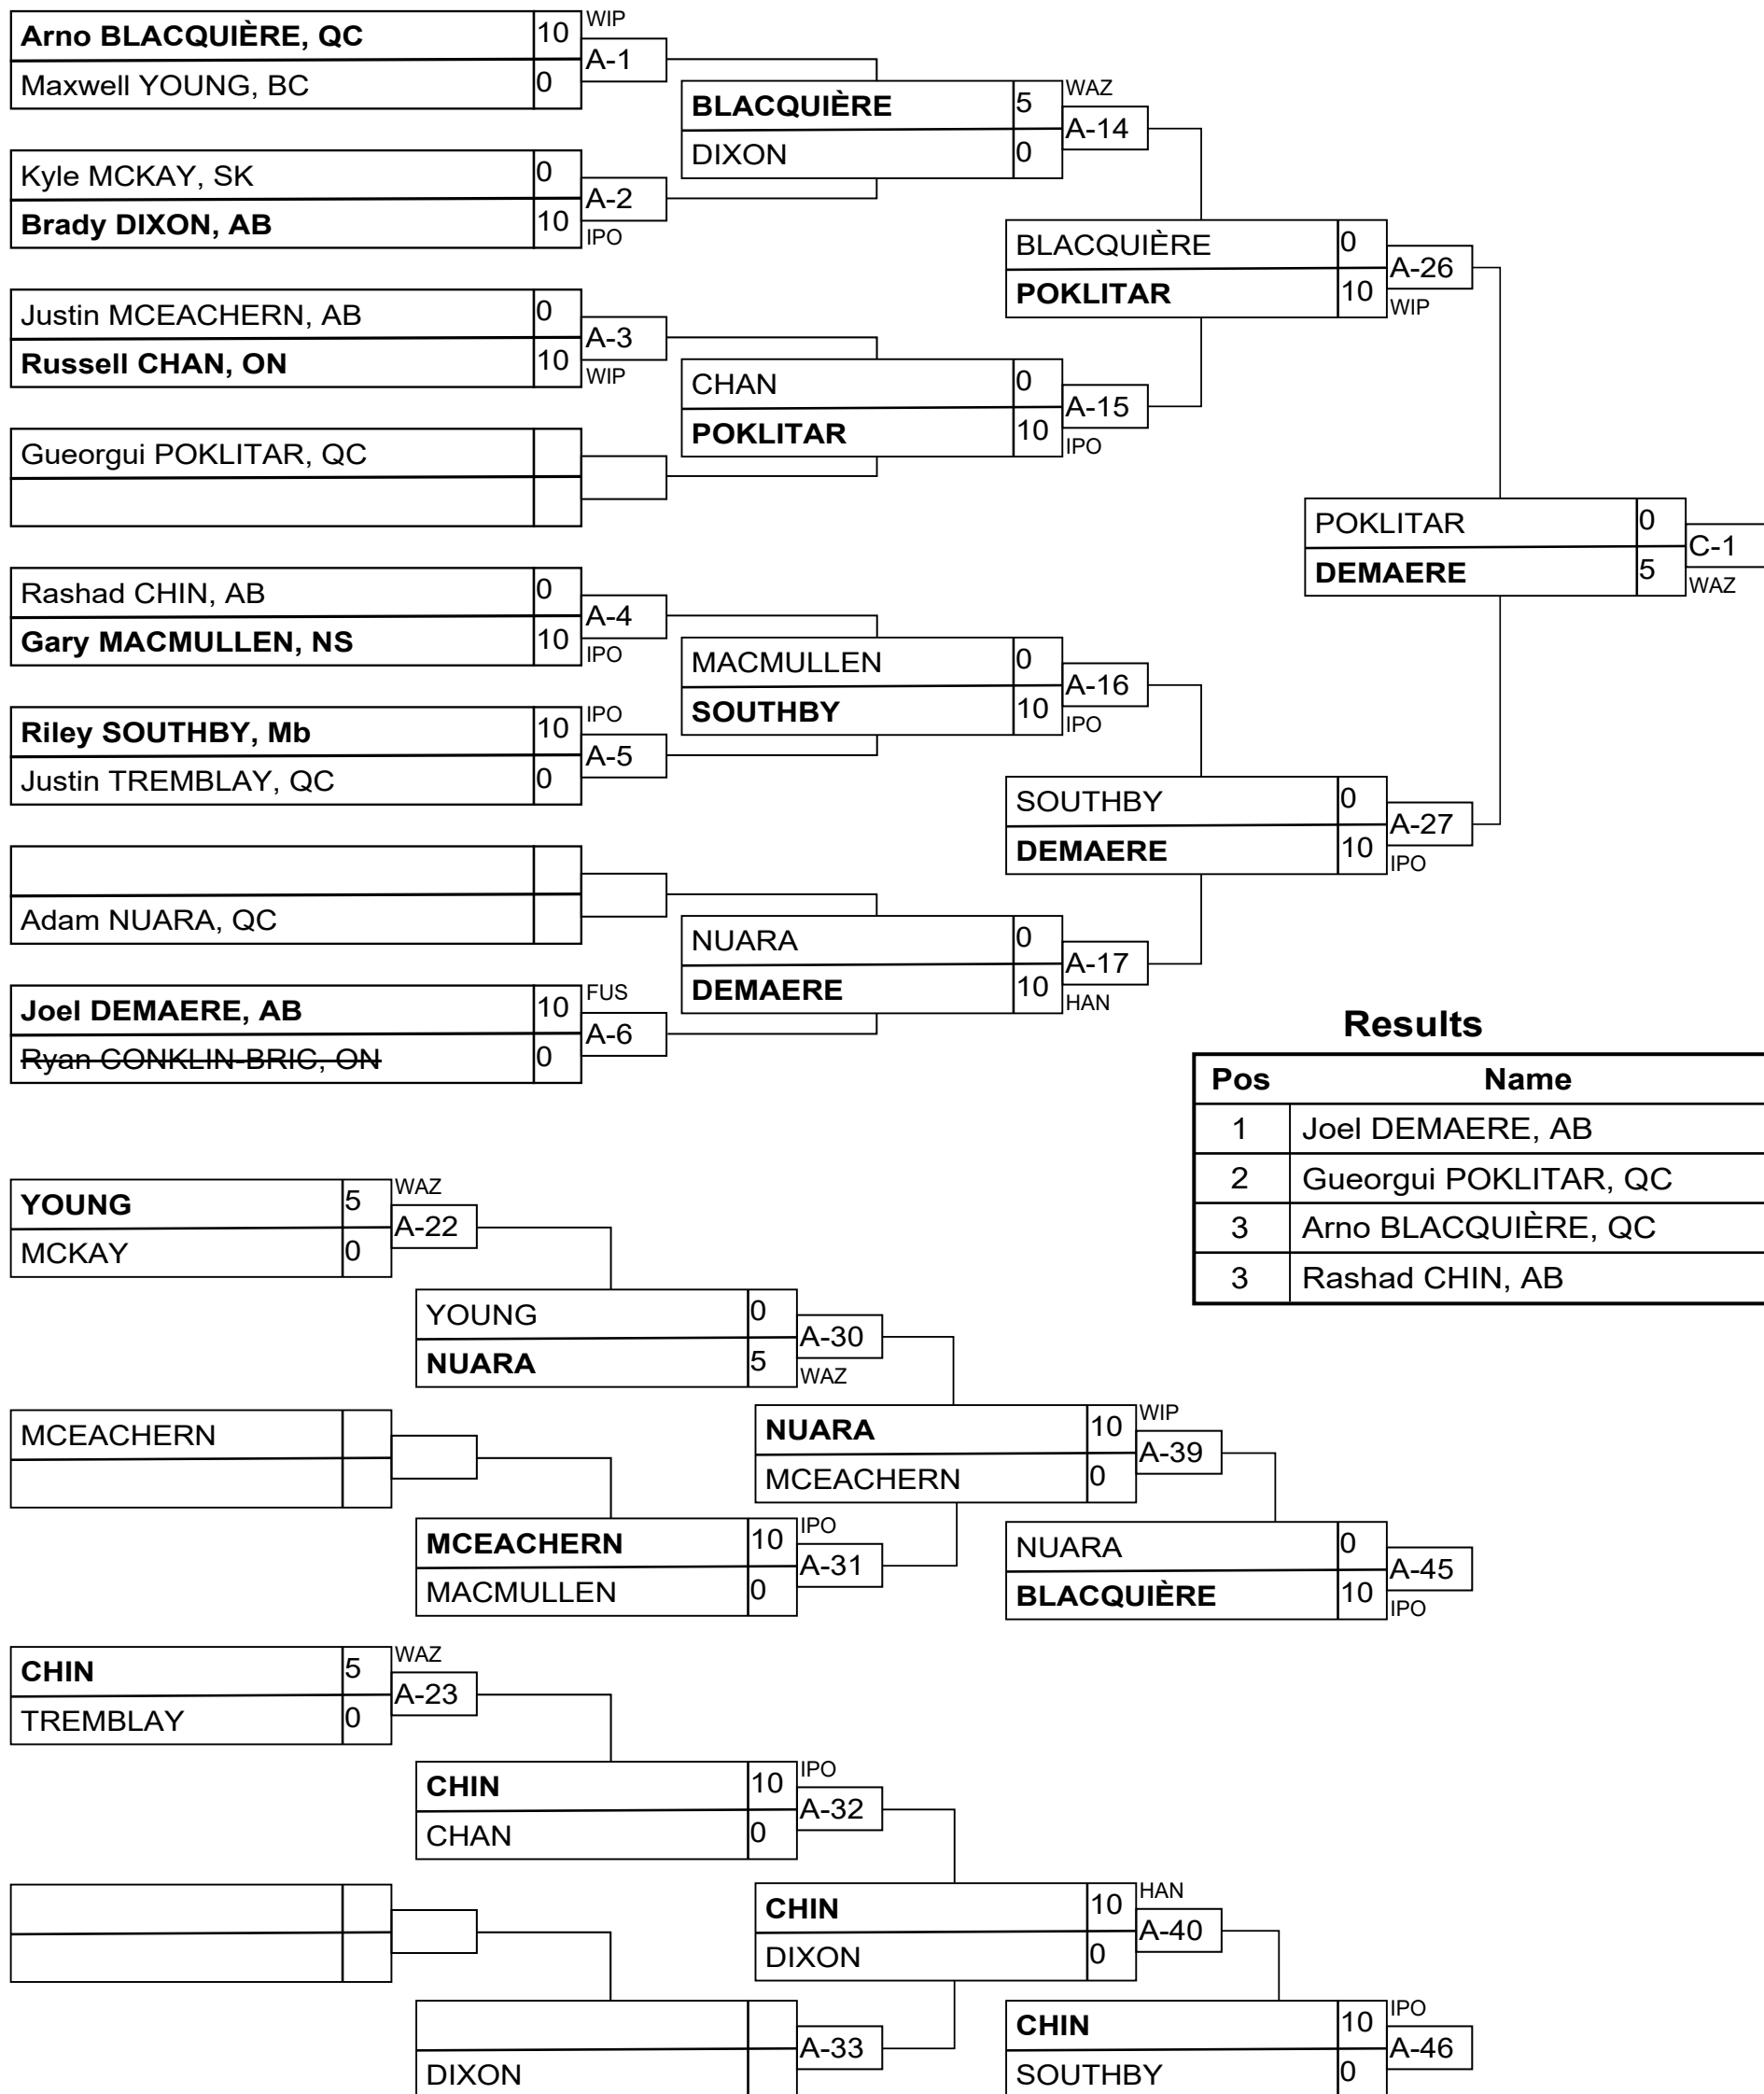 Arno BLACQUIÈRE, QC 10 WIP
A-1
Maxwell YOUNG, BC 0
BLACQUIÈRE 5 WAZ
A-14
DIXON 0
Kyle MCKAY, SK 0
A-2
Brady DIXON, AB 10 IPO
BLACQUIÈRE 0
A-26
POKLITAR 10 WIP
Justin MCEACHERN, AB 0
A-3
Russell CHAN, ON 10 WIP
CHAN 0
A-15
POKLITAR 10 IPO
Gueorgui POKLITAR, QC
POKLITAR 0
C-1
DEMAERE 5 WAZ
Rashad CHIN, AB 0
A-4
Gary MACMULLEN, NS 10 IPO
MACMULLEN 0
A-16
SOUTHBY 10 IPO
Riley SOUTHBY, Mb 10 IPO
A-5
Justin TREMBLAY, QC 0
SOUTHBY 0
A-27
DEMAERE 10 IPO
Adam NUARA, QC
NUARA 0
A-17
DEMAERE 10 HAN
Joel DEMAERE, AB 10 FUS
A-6
Ryan CONKLIN-BRIC, ON 0
Results
Pos Name
1 Joel DEMAERE, AB
2 Gueorgui POKLITAR, QC
3 Arno BLACQUIÈRE, QC
3 Rashad CHIN, AB
YOUNG 5 WAZ
A-22
MCKAY 0
YOUNG 0
A-30
NUARA 5 WAZ
MCEACHERN
NUARA 10 WIP
A-39
MCEACHERN 0
MCEACHERN 10 IPO
A-31
MACMULLEN 0
NUARA 0
A-45
BLACQUIÈRE 10 IPO
CHIN 5 WAZ
A-23
TREMBLAY 0
CHIN 10 IPO
A-32
CHAN 0
CHIN 10 HAN
A-40
DIXON 0
A-33
DIXON
CHIN 10 IPO
A-46
SOUTHBY 0